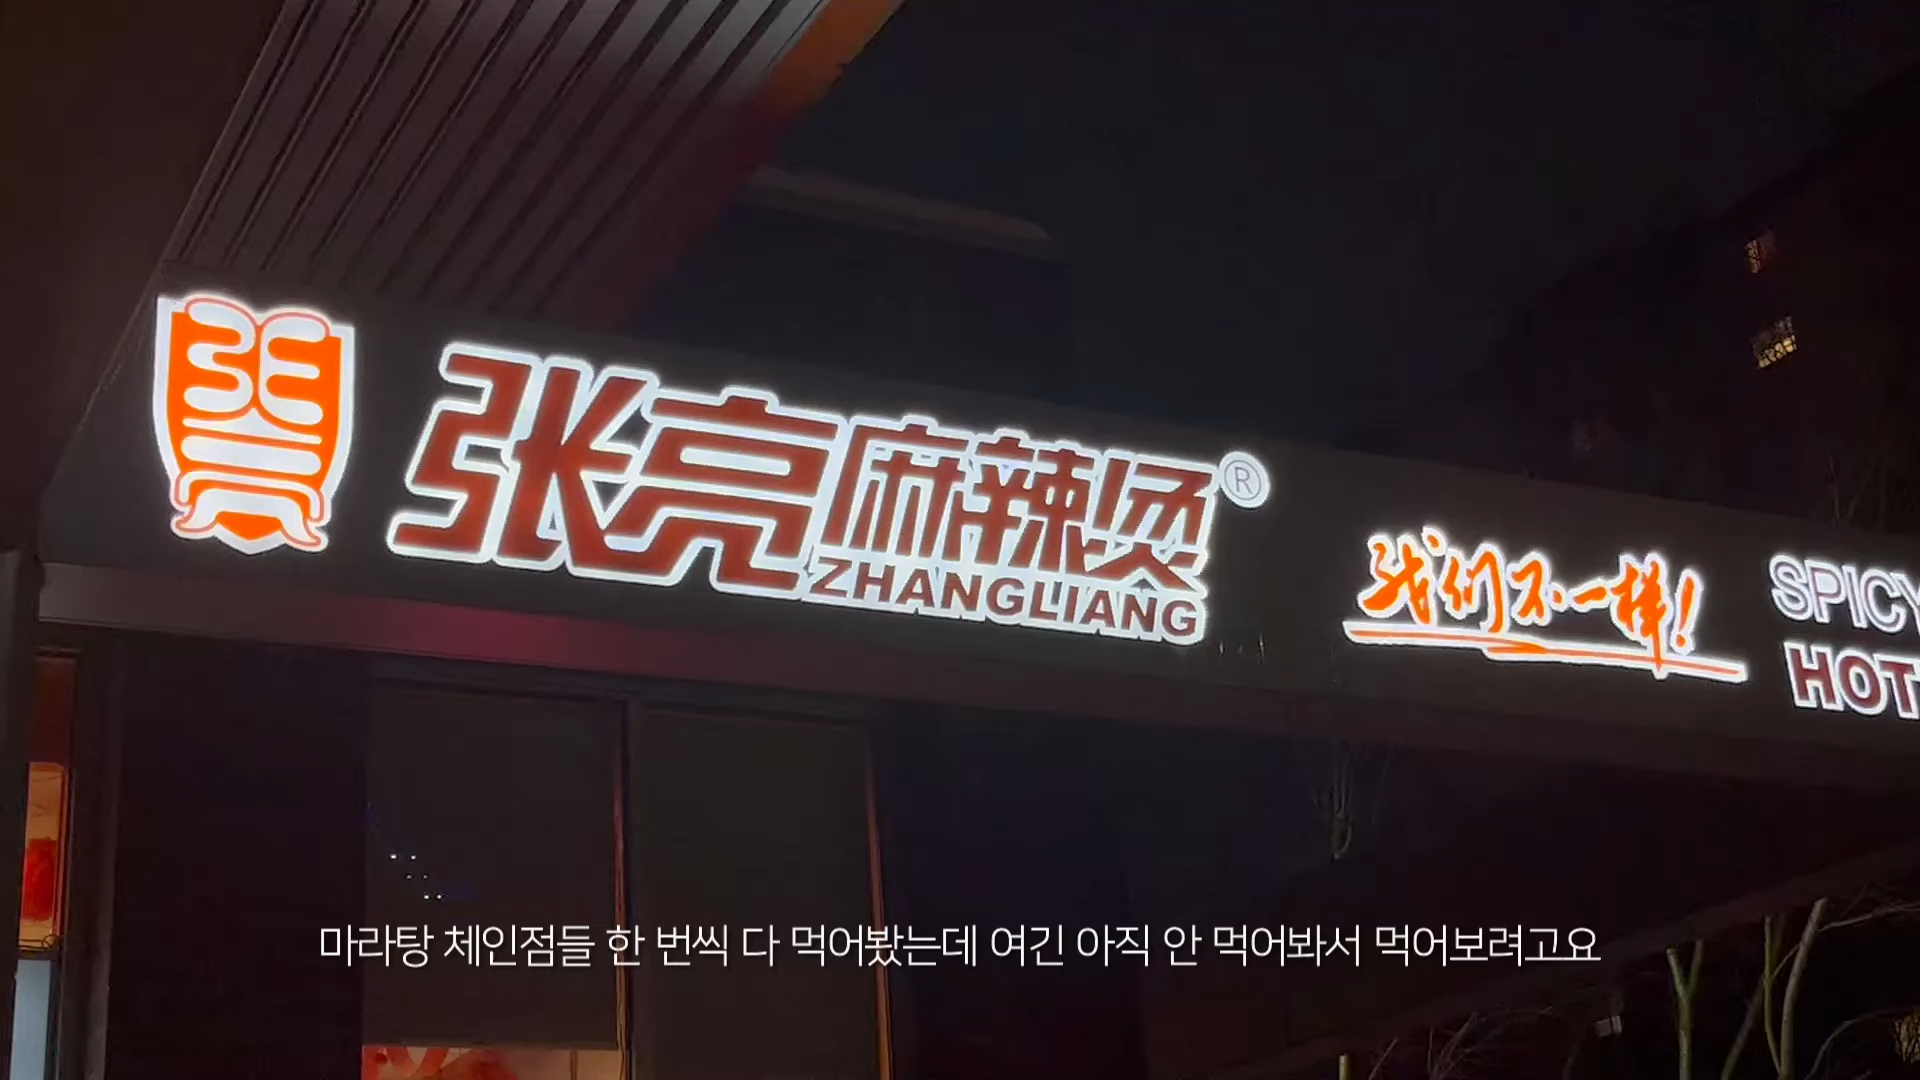 张亮麻辣烫®
ZHANGLIANG
我们不一样!
SPICY
HOT
마라탕 체인점들 한 번씩 다 먹어봤는데 여긴 아직 안 먹어봐서 먹어보려고요